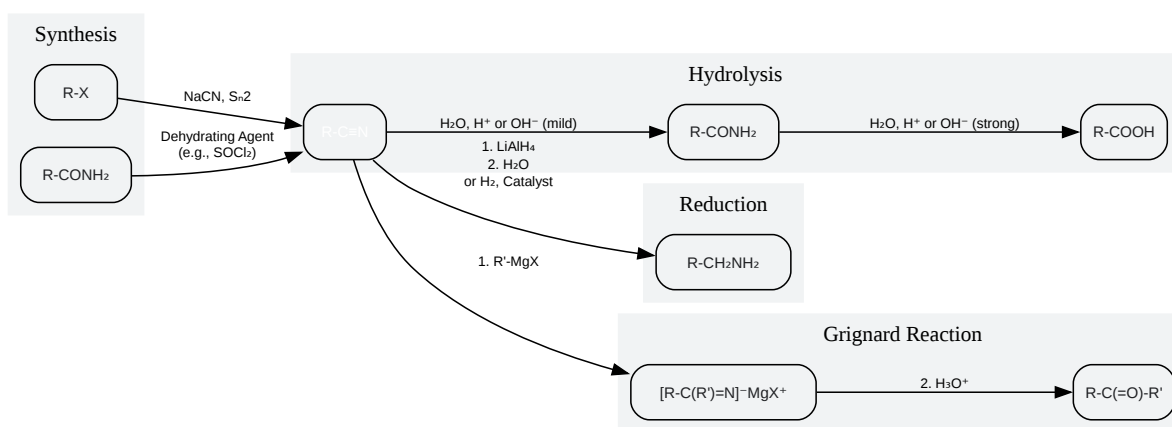 Synthesis
R-X
NaCN, Sₙ2
Dehydrating Agent
(e.g., SOCl₂)
R-CONH₂
Hydrolysis
R-C≡N
H₂O, H⁺ or OH⁻ (mild)
R-CONH₂
H₂O, H⁺ or OH⁻ (strong)
R-COOH
1. LiAlH₄
2. H₂O
or H₂, Catalyst
Reduction
R-CH₂NH₂
1. R'-MgX
Grignard Reaction
[R-C(R')=N]⁻MgX⁺
2. H₃O⁺
R-C(=O)-R'